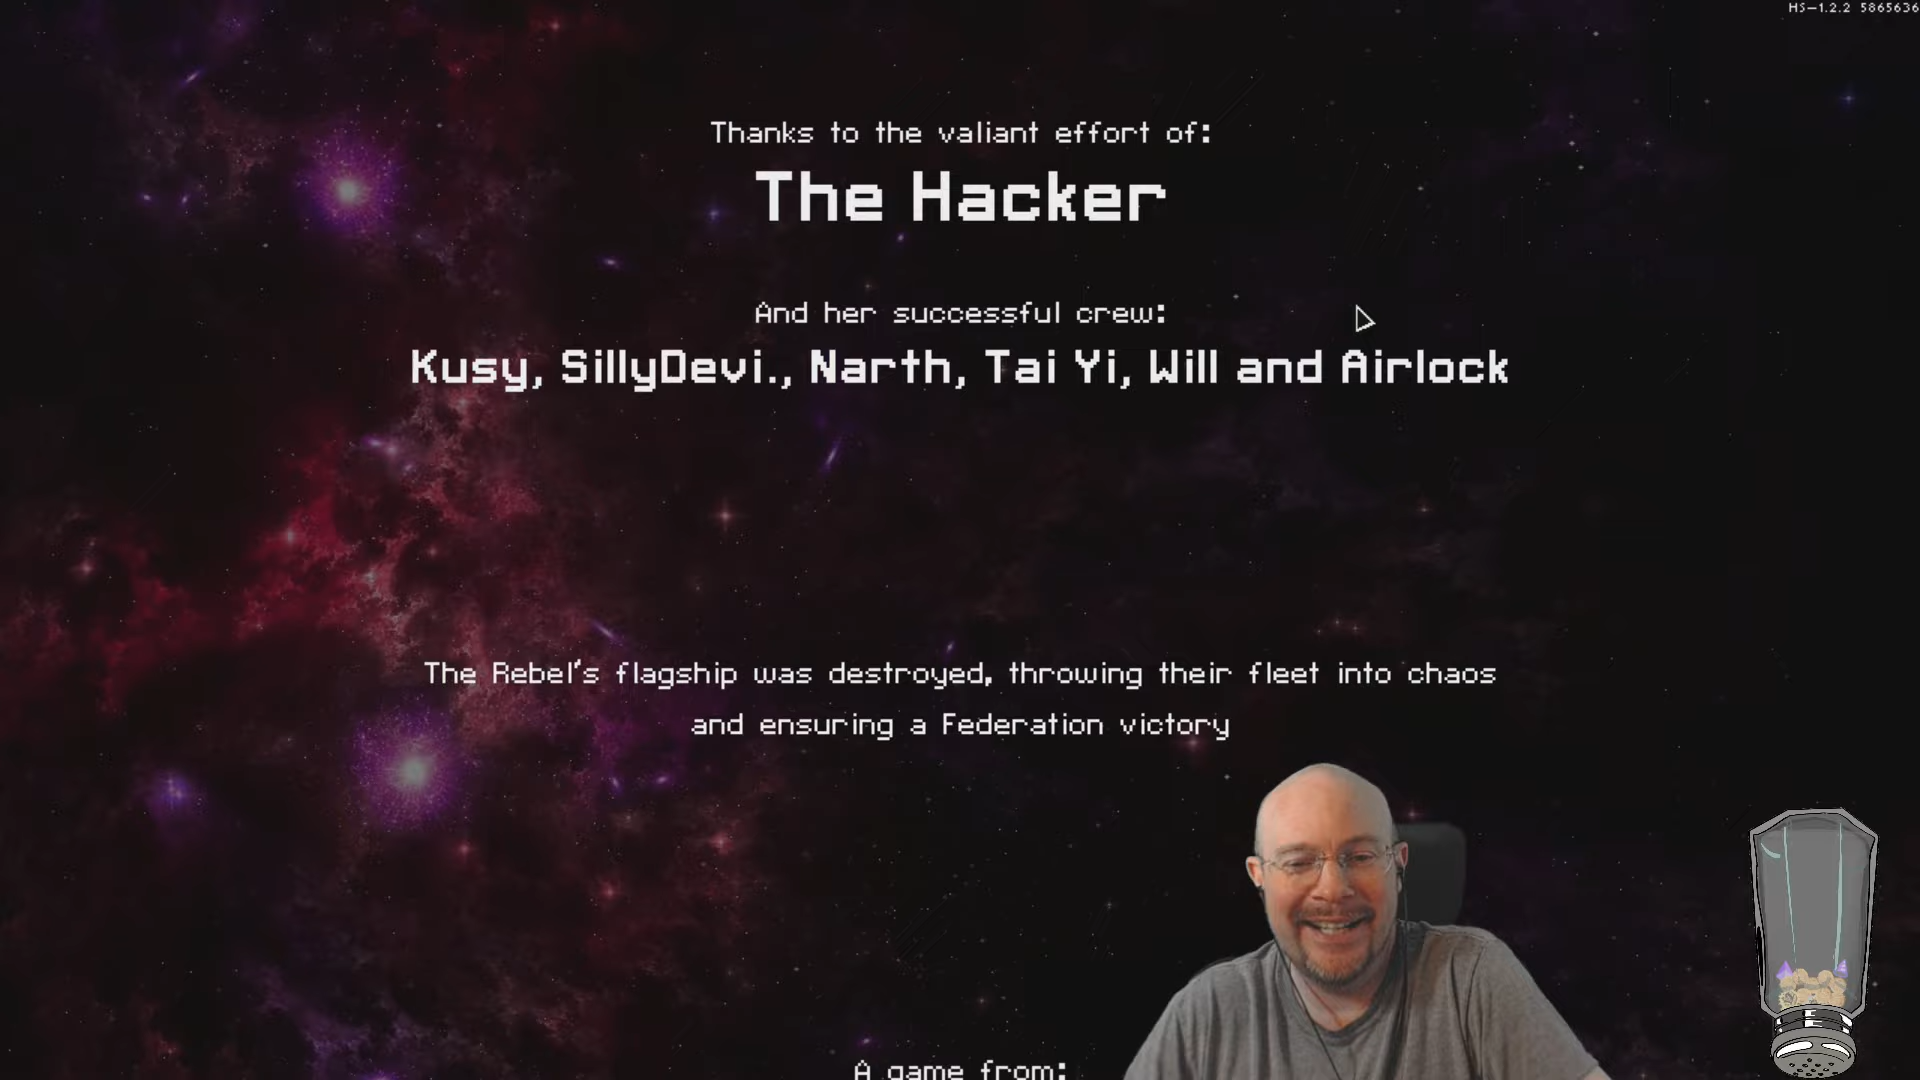 HS-1.2.2 5865636
Thanks to the valiant effort of:
The Hacker
And her successful crew:
Kusy, SillyDevi., Narth, Tai Yi, Will and Airlock
The Rebel's flagship was destroyed, throwing their fleet into chaos
and ensuring a Federation victory
A game from: